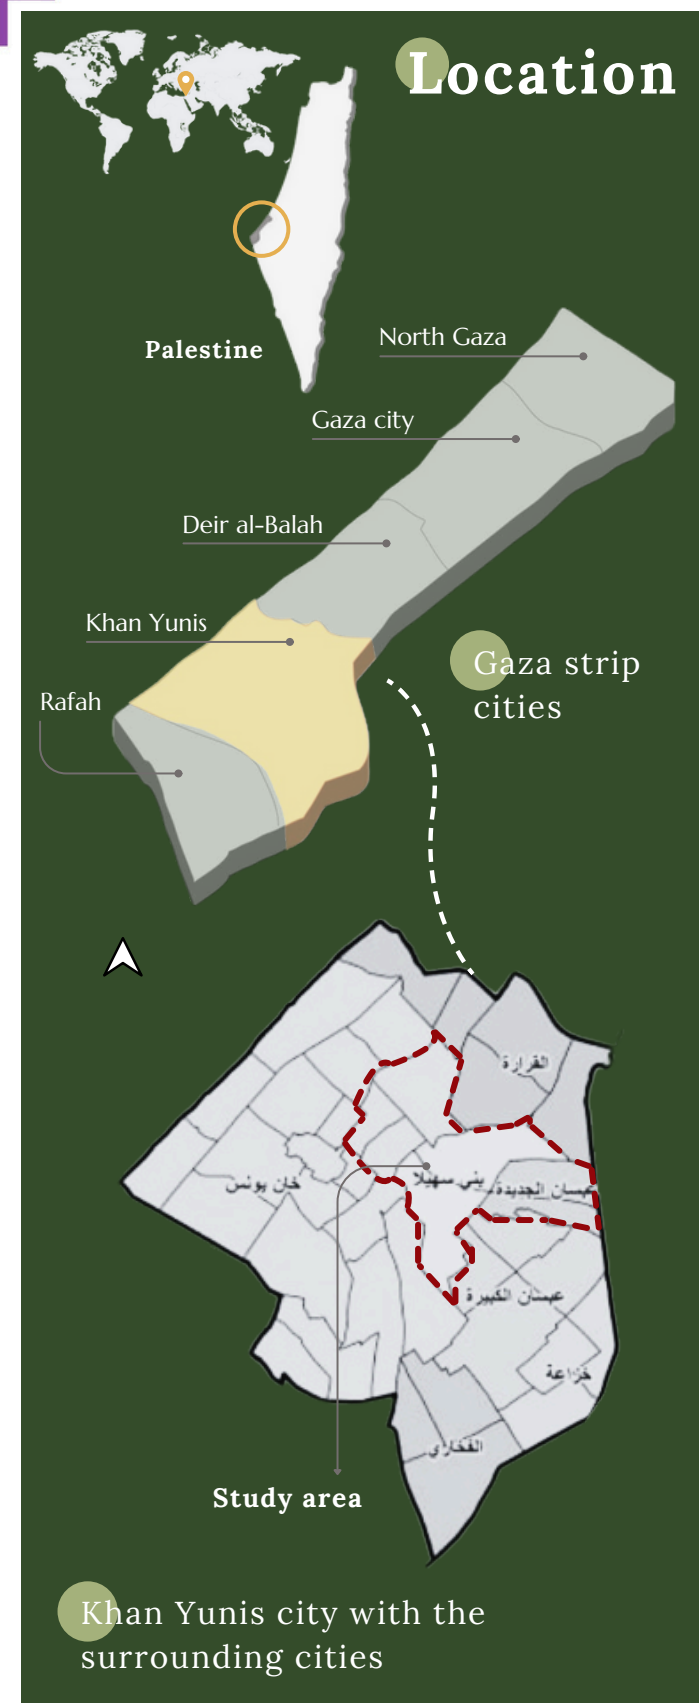 Location
Palestine
North Gaza
Gaza city
Deir al-Balah
Khan Yunis
Rafah
Gaza strip
cities
القرارة
بني سهيلا
عبسان الجديدة
خان يونس
عبسان الكبيرة
خزاعة
الفخاري
Study area
Khan Yunis city with the
surrounding cities